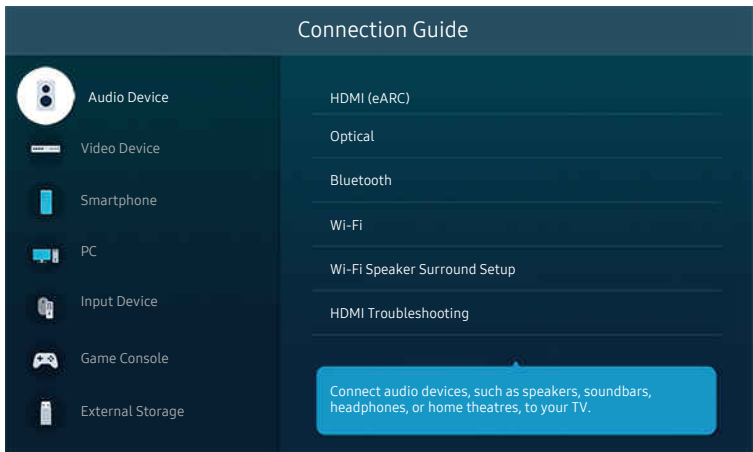 Connection Guide
Audio Device
Video Device
Smartphone
PC
Input Device
Game Console
External Storage
HDMI (eARC)
Optical
Bluetooth
Wi-Fi
Wi-Fi Speaker Surround Setup
HDMI Troubleshooting
Connect audio devices, such as speakers, soundbars,
headphones, or home theatres, to your TV.